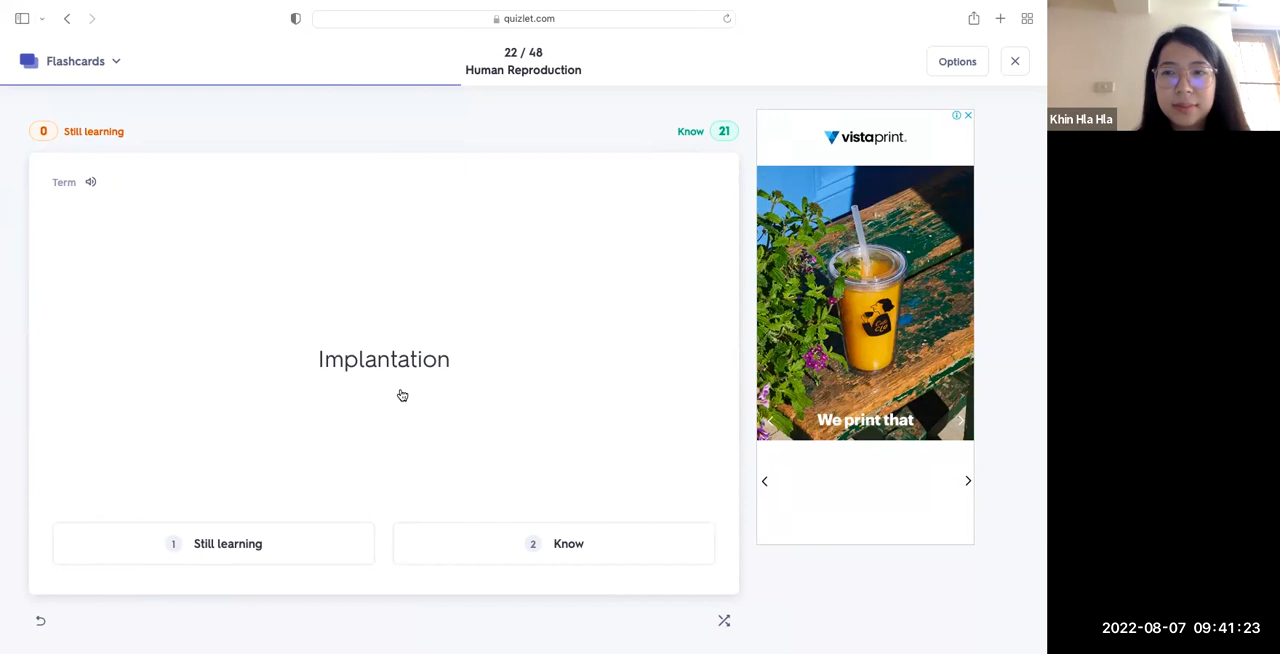 quizlet.com
Flashcards
22 / 48
Human Reproduction
Options
0 Still learning
Know 21
Term
Implantation
1 Still learning
2 Know
vistaprint.
We print that
Khin Hla Hla
2022-08-07 09:41:23